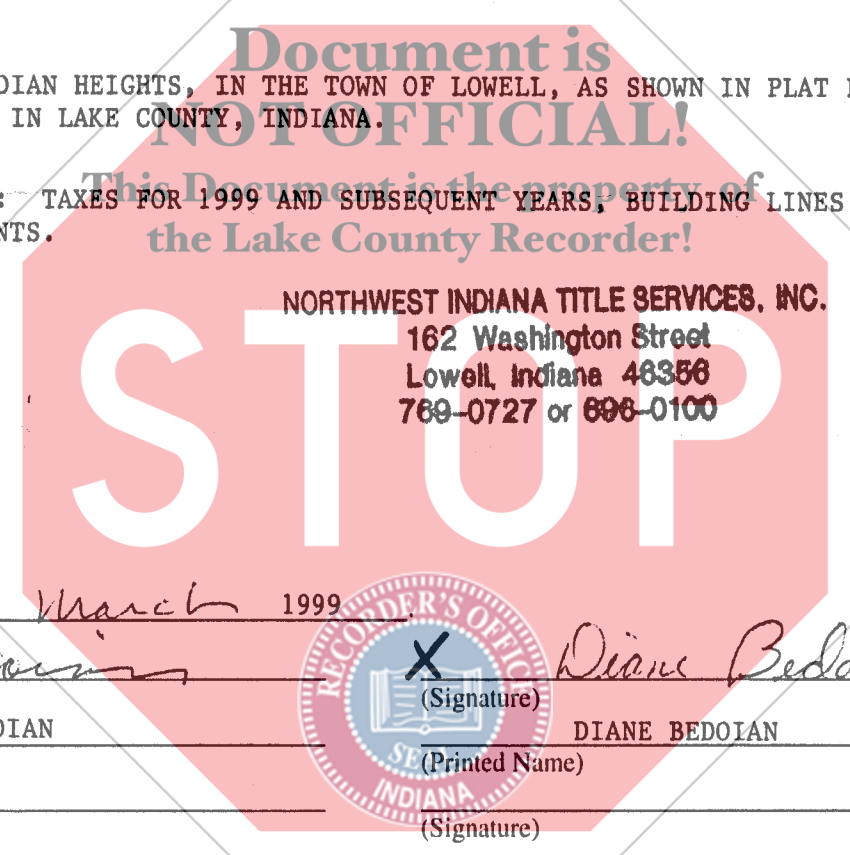 Document is
DIAN HEIGHTS, IN THE TOWN OF LOWELL, AS SHOWN IN PLAT
NOT OFFICIAL!
IN LAKE COUNTY, INDIANA.
This Document is the property of
: TAXES FOR 1999 AND SUBSEQUENT YEARS, BUILDING LINES
the Lake County Recorder!
NTS.
NORTHWEST INDIANA TITLE SERVICES, INC.
162 Washington Street
Lowell, Indiana 46356
769-0727 or 696-0100
STOP
March 1999.
RECORDER'S OFFICE
X Diane Bedo
(Signature)
OIAN
DIANE BEDOIAN
SEAL
(Printed Name)
INDIANA
(Signature)